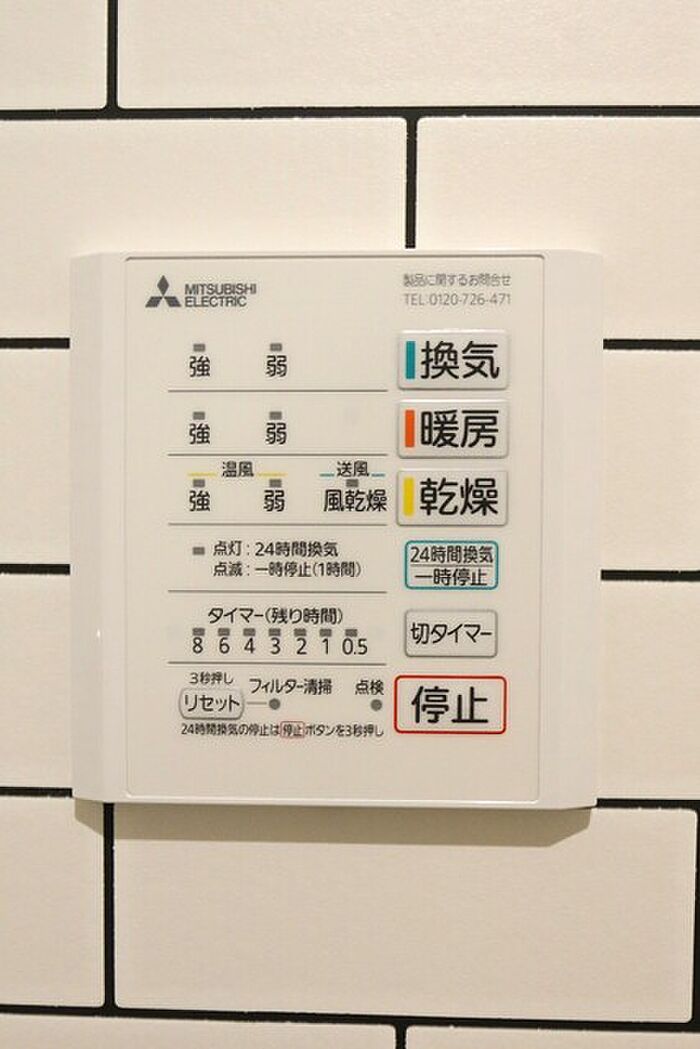 MITSUBISHI
ELECTRIC
製品に関するお問合せ
TEL:0120-726-471
強 弱 換気
強 弱 暖房
温風 送風
強 弱 風乾燥 乾燥
点灯:24時間換気
点滅:一時停止(1時間)
24時間換気
一時停止
タイマー(残り時間)
8 6 4 3 2 1 0.5
切タイマー
3秒押し
リセット フィルター清掃 点検
停止
24時間換気の停止は停止ボタンを3秒押し